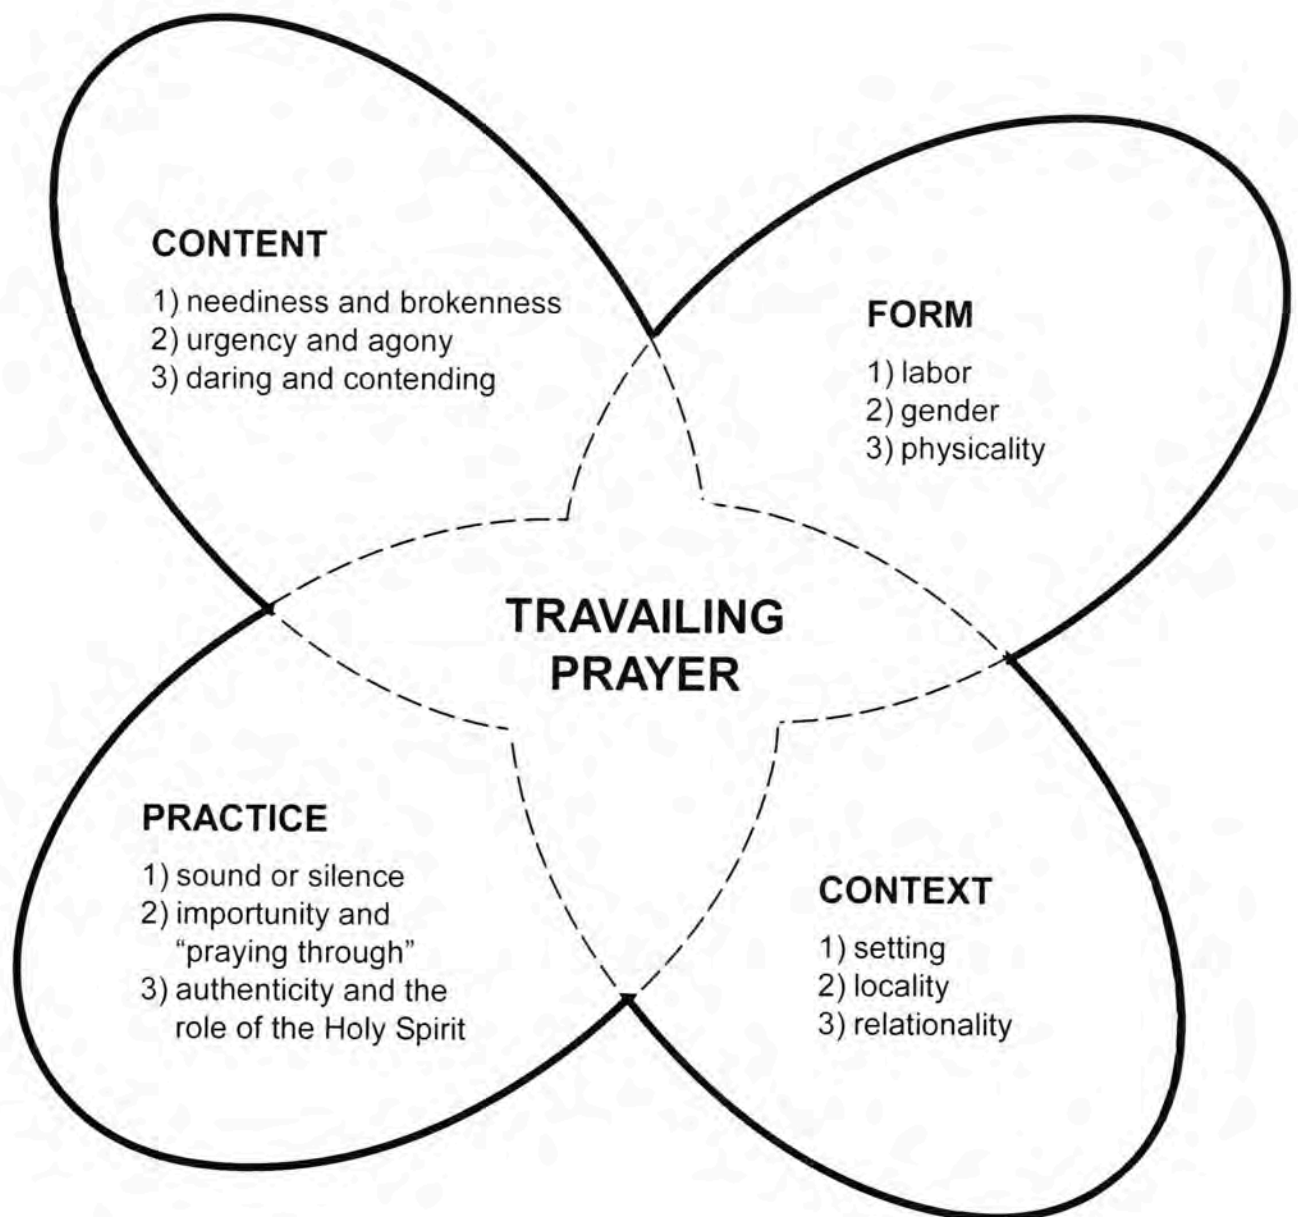 CONTENT
1) neediness and brokenness
2) urgency and agony
3) daring and contending
FORM
1) labor
2) gender
3) physicality
TRAVAILING
PRAYER
PRACTICE
1) sound or silence
2) importunity and
“praying through”
3) authenticity and the
role of the Holy Spirit
CONTEXT
1) setting
2) locality
3) relationality